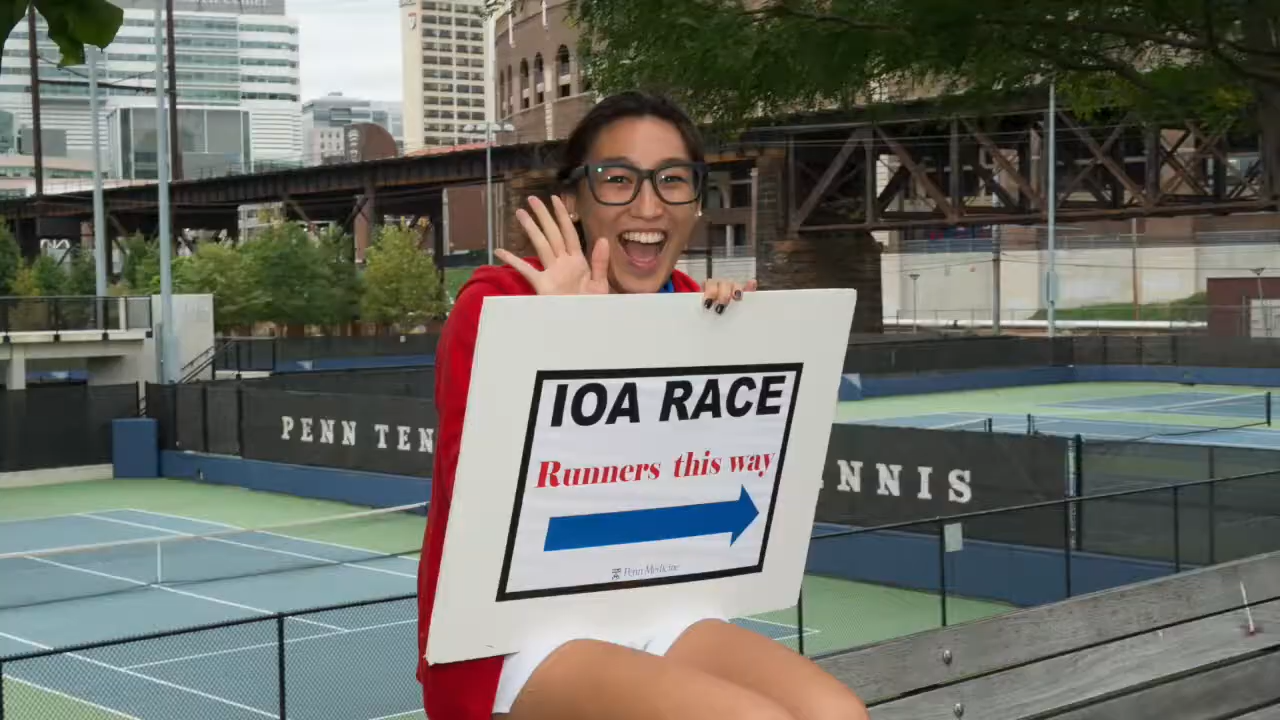 PENN TEN
NNIS
IOA RACE
Runners this way
Penn Medicine